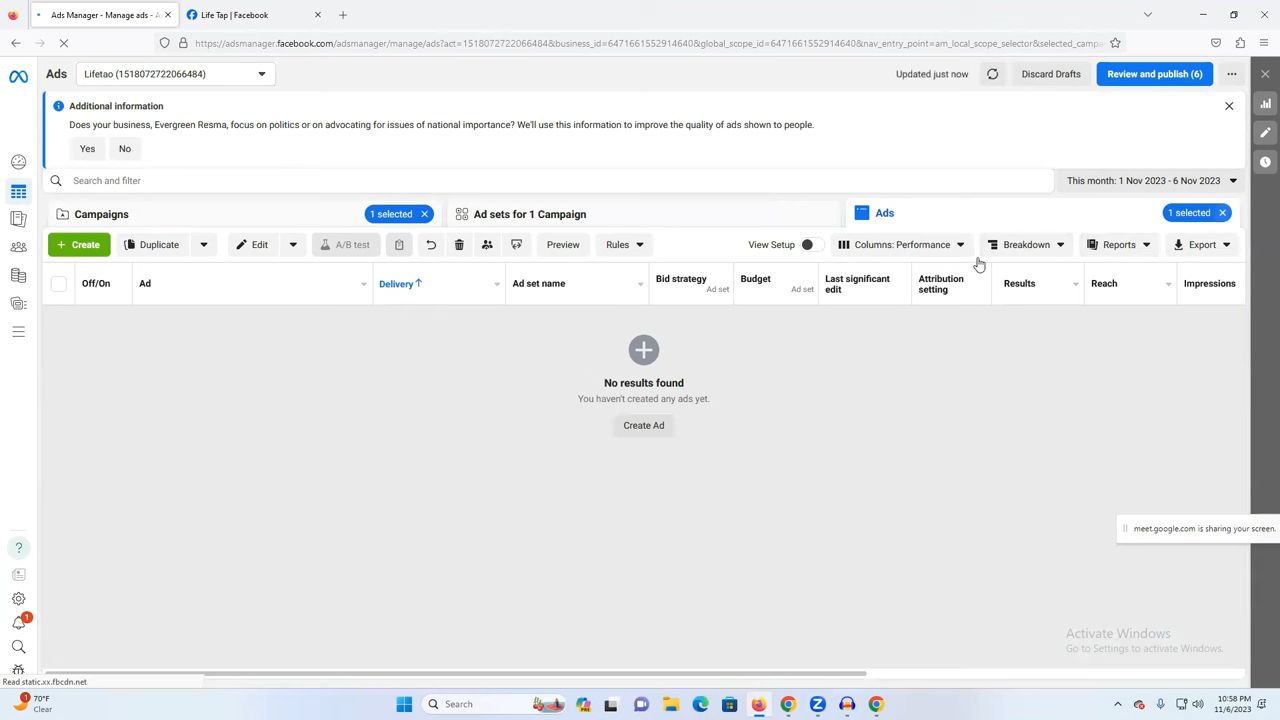 Ads Manager - Manage ads - A
Life Tap | Facebook
https://adsmanager.facebook.com/adsmanager/manage/ads?act=1518072722066484&business_id=6471661552914640&global_scope_id=6471661552914640&nav_entry_point=am_local_scope_selector&selected_campa
Ads
Lifetao (1518072722066484)
Updated just now
Discard Drafts
Review and publish (6)
Additional information
Does your business, Evergreen Resma, focus on politics or on advocating for issues of national importance? We'll use this information to improve the quality of ads shown to people.
Yes
No
Search and filter
This month: 1 Nov 2023 - 6 Nov 2023
Campaigns
1 selected
Ad sets for 1 Campaign
Ads
1 selected
+ Create
Duplicate
Edit
A/B test
Preview
Rules
View Setup
Columns: Performance
Breakdown
Reports
Export
Off/On
Ad
Delivery ↑
Ad set name
Bid strategy
Ad set
Budget
Ad set
Last significant
edit
Attribution
setting
Results
Reach
Impressions
No results found
You haven't created any ads yet.
Create Ad
meet.google.com is sharing your screen.
?
1
Activate Windows
Go to Settings to activate Windows.
Read static.xx.fbcdn.net
1
70°F
Clear
Search
10:58 PM
11/6/2023